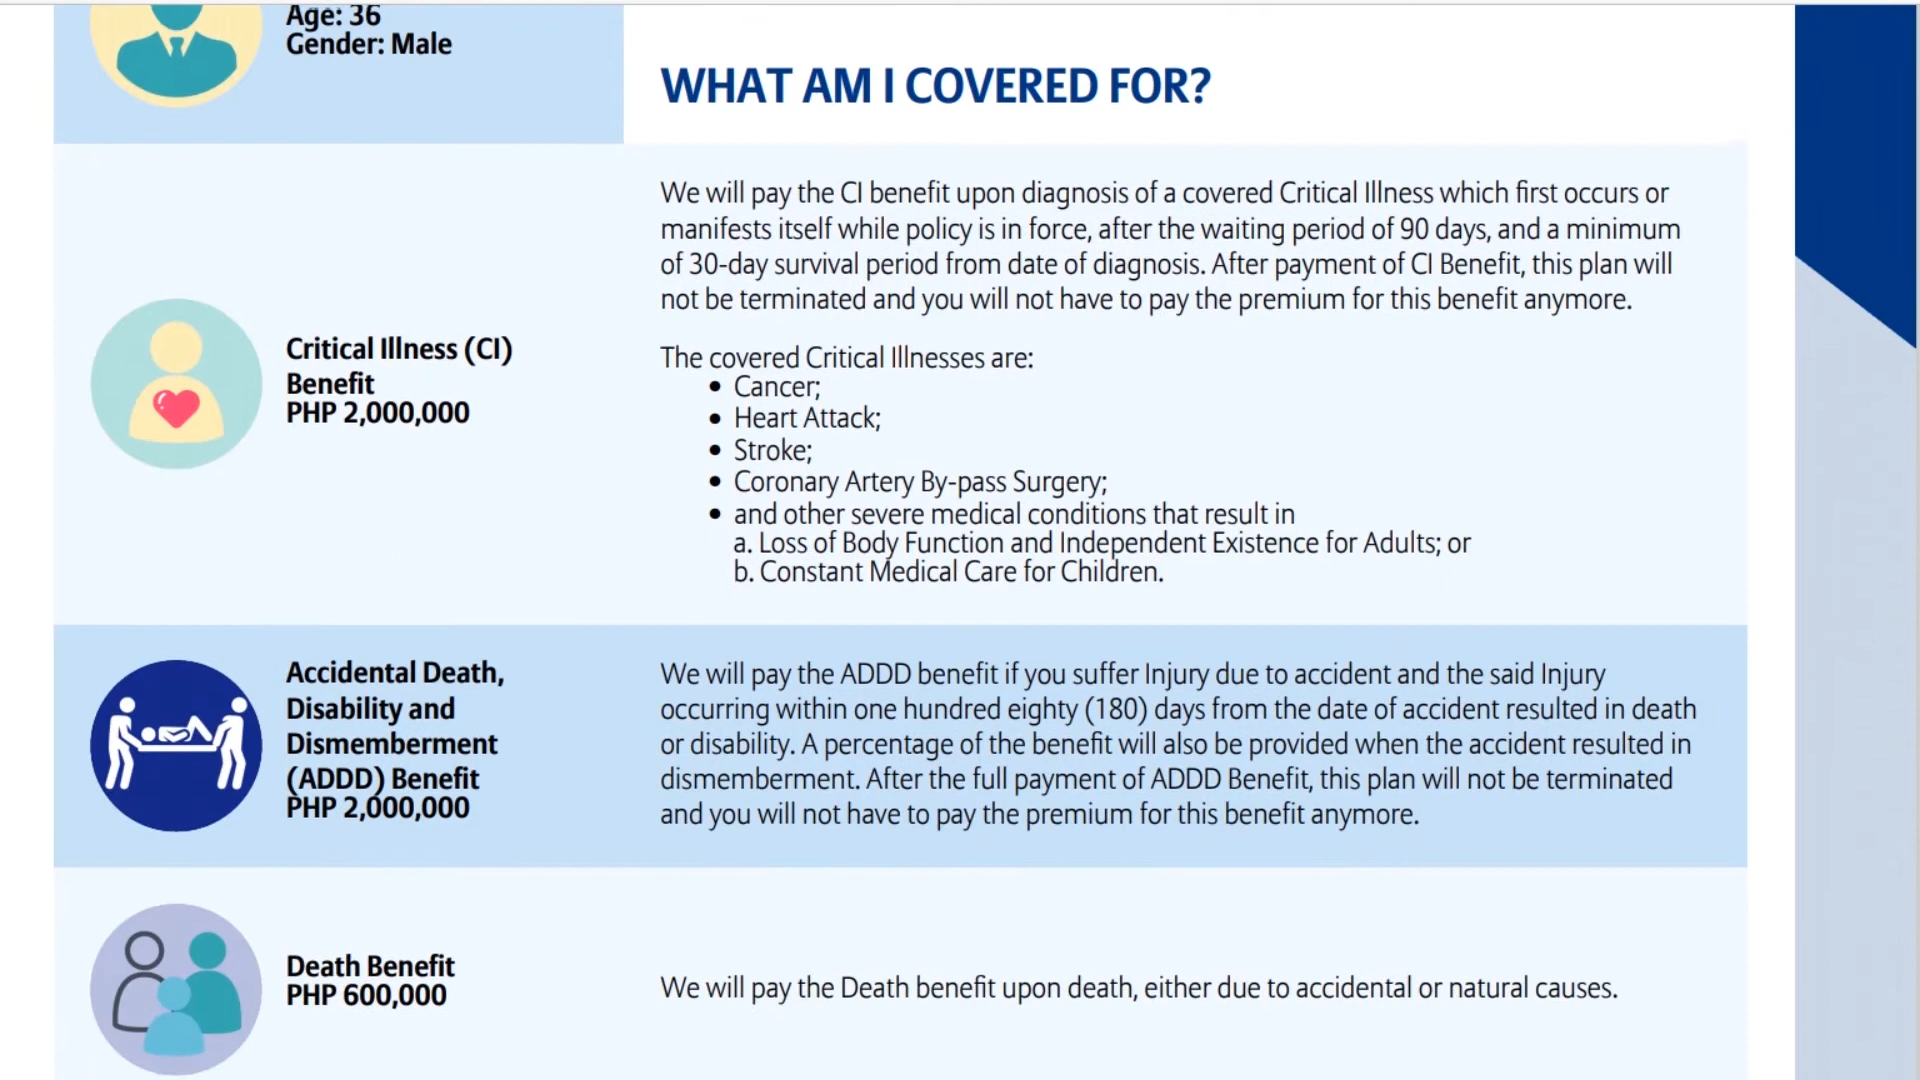 Age: 36
Gender: Male
WHAT AM I COVERED FOR?
Critical Illness (CI)
Benefit
PHP 2,000,000
We will pay the CI benefit upon diagnosis of a covered Critical Illness which first occurs or
manifests itself while policy is in force, after the waiting period of 90 days, and a minimum
of 30-day survival period from date of diagnosis. After payment of CI Benefit, this plan will
not be terminated and you will not have to pay the premium for this benefit anymore.
The covered Critical Illnesses are:
• Cancer;
• Heart Attack;
• Stroke;
• Coronary Artery By-pass Surgery;
• and other severe medical conditions that result in
a. Loss of Body Function and Independent Existence for Adults; or
b. Constant Medical Care for Children.
Accidental Death,
Disability and
Dismemberment
(ADDD) Benefit
PHP 2,000,000
We will pay the ADDD benefit if you suffer Injury due to accident and the said Injury
occurring within one hundred eighty (180) days from the date of accident resulted in death
or disability. A percentage of the benefit will also be provided when the accident resulted in
dismemberment. After the full payment of ADDD Benefit, this plan will not be terminated
and you will not have to pay the premium for this benefit anymore.
Death Benefit
PHP 600,000
We will pay the Death benefit upon death, either due to accidental or natural causes.